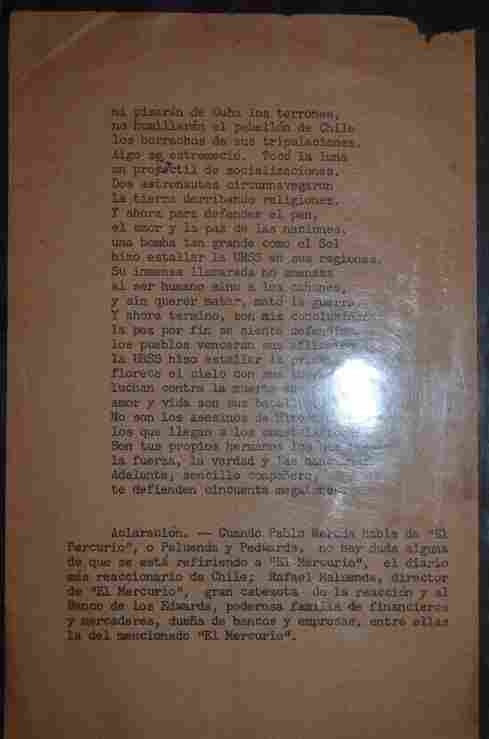 ni pisarán de Cuba los terrones,
no humillarán el pabellón de Chile
los borrachos de sus tripulaciones.
Algo se estremeció. Tocó la luna
un proyectil de socializaciones.
Dos astronautas circunnavegaron
la tierra derribando religiones.
Y ahora para defender el pan,
el amor y la paz de las naciones,
una bomba tan grande como el Sol
hizo estallar la URSS en sus regiones.
Su inmensa llamarada no amenaza
al ser humano sino a los cañones,
y sin querer matar, mató la guerra.
Y ahora termino, son mis conclusiones
la paz por fin se siente defendida
los pueblos vencerán sus
la URSS hizo estallar la
florece el cielo con sus
luchan contra la muerte
amor y vida son sus
No son los asesinos de
los que llegan a los
Son tus propios hermanos los que
la fuerza, la verdad y las
Adelante, sencillo compañero,
te defienden cincuenta
Aclaración. — Cuando Pablo Neruda habla de "El
Percurio", o Peluenda y Pedwards, no hay duda alguna
de que se está refiriendo a "El Mercurio", el diario
más reaccionario de Chile; Rafael Maluenda, director
de "El Mercurio", gran cabezota de la reacción y al
Banco de los Edwards, poderosa familia de financieros
y mercaderes, dueña de bancos y empresas, entre ellas
la del mencionado "El Mercurio".